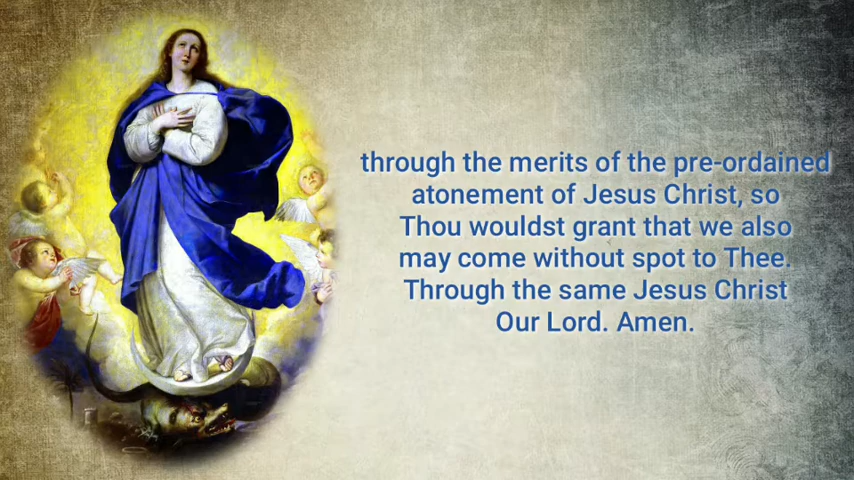 through the merits of the pre-ordained
atonement of Jesus Christ, so
Thou wouldst grant that we also
may come without spot to Thee.
Through the same Jesus Christ
Our Lord. Amen.